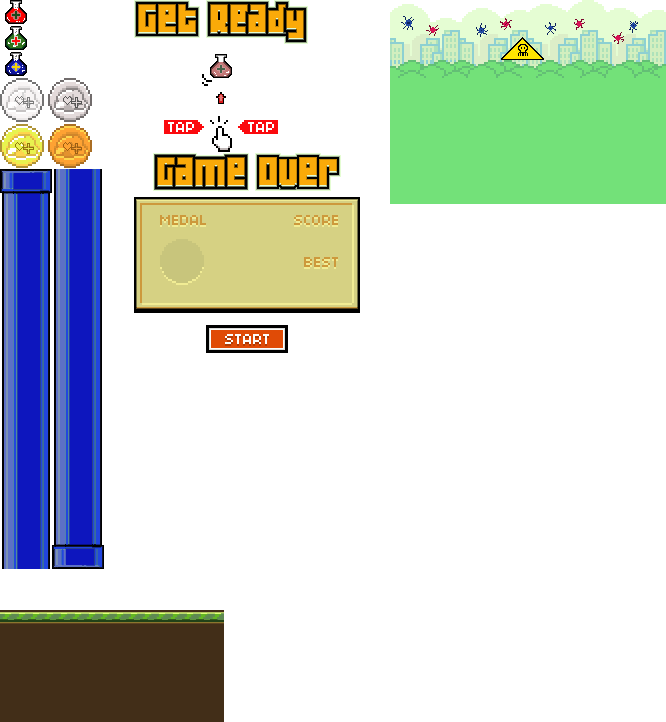 Get Ready
TAP TAP
Game Over
MEDAL SCORE
BEST
START